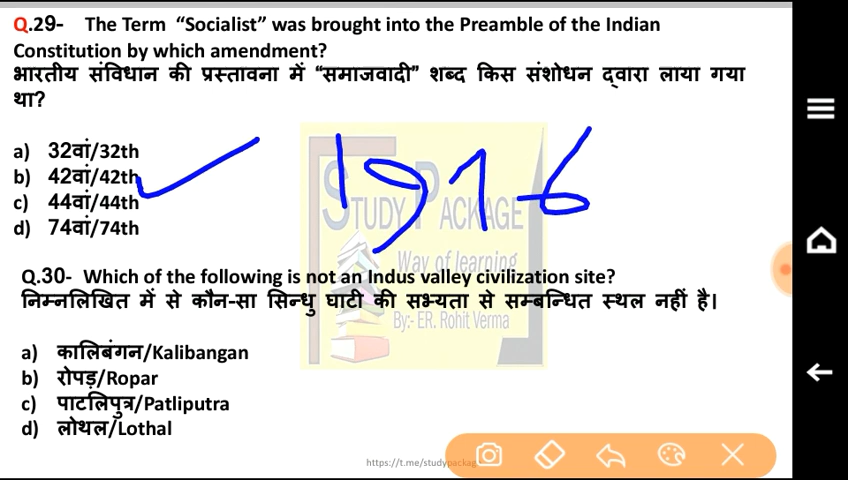 Q.29- The Term “Socialist” was brought into the Preamble of the Indian
Constitution by which amendment?
भारतीय संविधान की प्रस्तावना में “समाजवादी” शब्द किस संशोधन द्वारा लाया गया
था?
a) 32वां/32th
b) 42वां/42th
c) 44वां/44th
d) 74वां/74th
1976
STUDY PACKAGE
Way of learning
Q.30- Which of the following is not an Indus valley civilization site?
निम्नलिखित में से कौन-सा सिन्धु घाटी की सभ्यता से सम्बन्धित स्थल नहीं है।
By:- ER. Rohit Verma
a) कालिबंगन/Kalibangan
b) रोपड़/Ropar
c) पाटलिपुत्र/Patliputra
d) लोथल/Lothal
https://t.me/studypackag